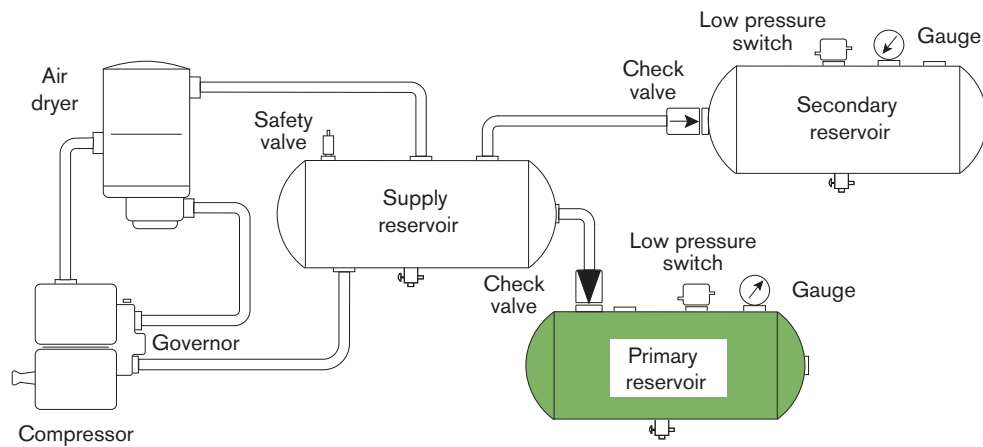 Low pressure
switch
Gauge
Air
dryer
Check
valve
Safety
valve
Secondary
reservoir
Supply
reservoir
Low pressure
switch
Check
valve
Gauge
Governor
Primary
reservoir
Compressor